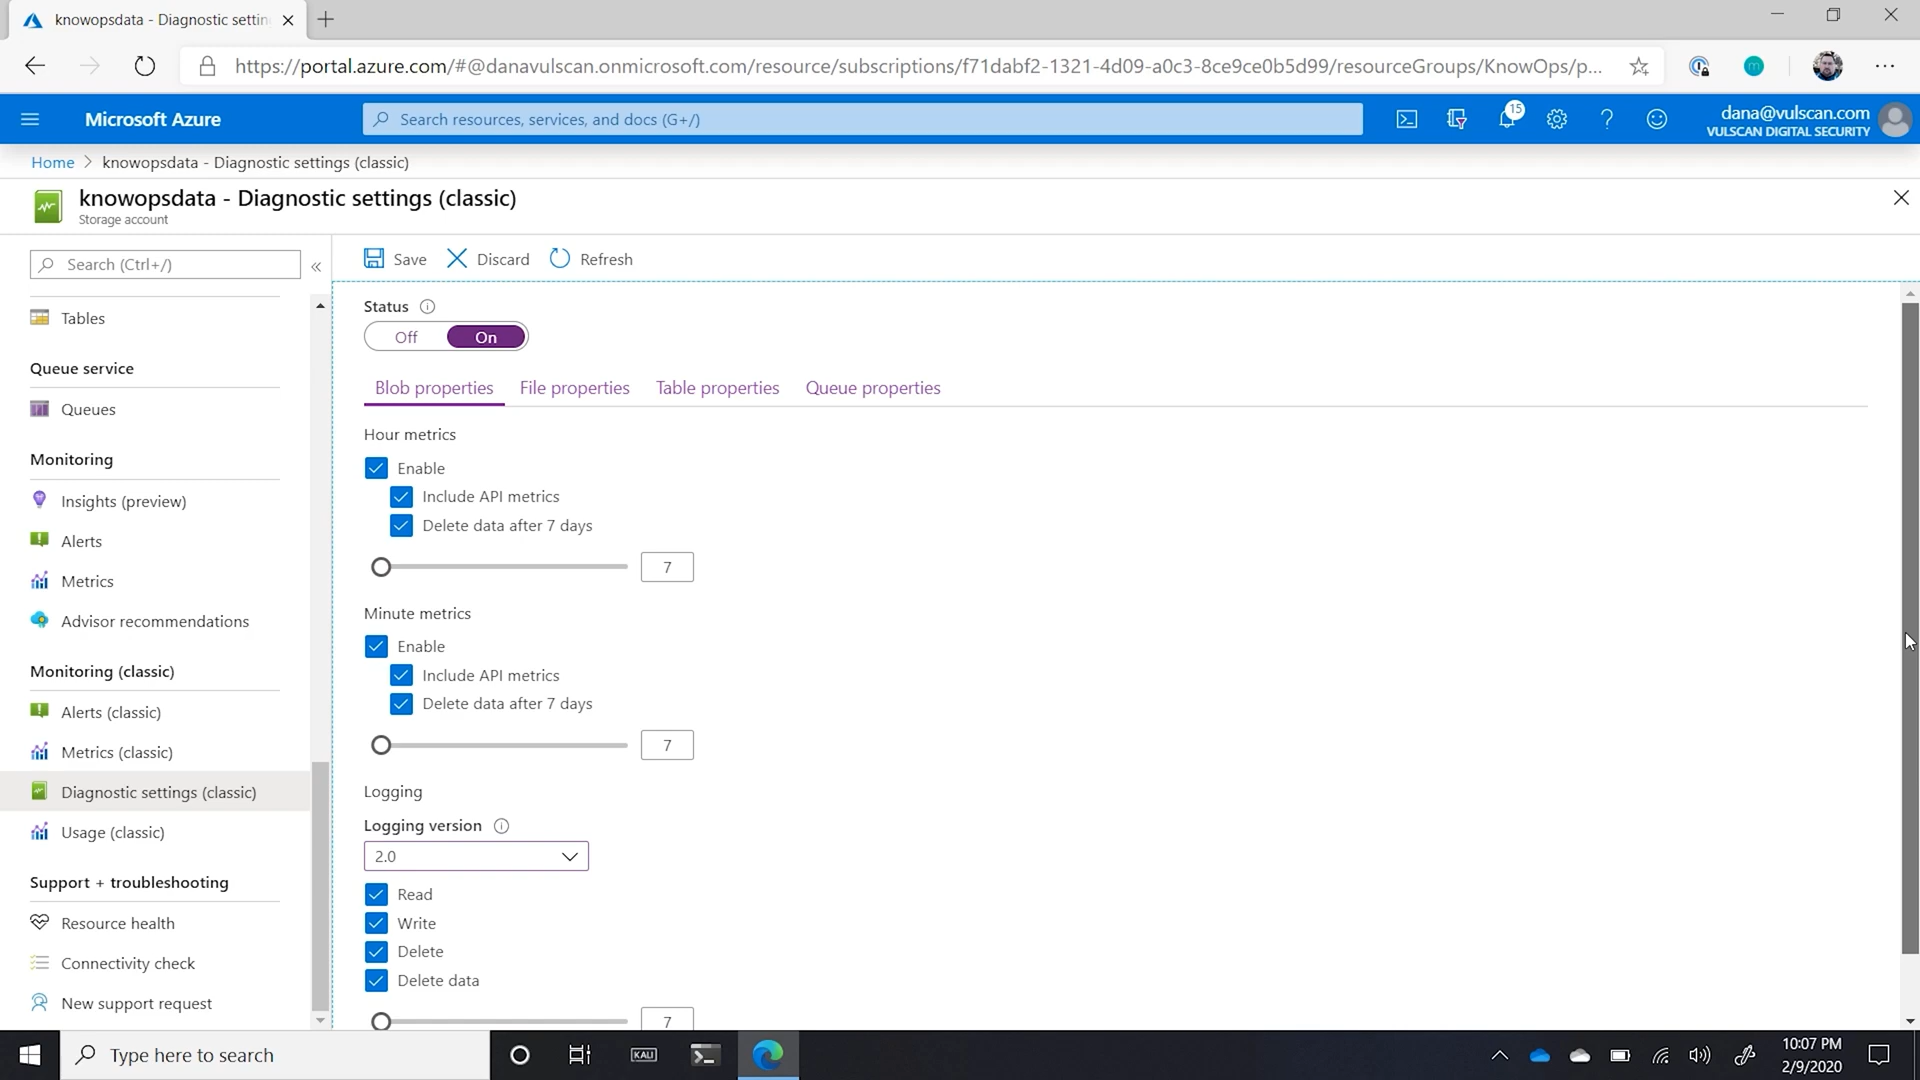 knowopsdata - Diagnostic settin
https://portal.azure.com/#@danavulscan.onmicrosoft.com/resource/subscriptions/f71dabf2-1321-4d09-a0c3-8ce9ce0b5d99/resourceGroups/KnowOps/p...
Microsoft Azure
Search resources, services, and docs (G+/)
15
dana@vulscan.com
VULSCAN DIGITAL SECURITY
Home > knowopsdata - Diagnostic settings (classic)
knowopsdata - Diagnostic settings (classic)
Storage account
Search (Ctrl+/)
Tables
Queue service
Queues
Monitoring
Insights (preview)
Alerts
Metrics
Advisor recommendations
Monitoring (classic)
Alerts (classic)
Metrics (classic)
Diagnostic settings (classic)
Usage (classic)
Support + troubleshooting
Resource health
Connectivity check
New support request
Save Discard Refresh
Status
Off On
Blob properties File properties Table properties Queue properties
Hour metrics
Enable
Include API metrics
Delete data after 7 days
7
Minute metrics
Enable
Include API metrics
Delete data after 7 days
7
Logging
Logging version
2.0
Read
Write
Delete
Delete data
7
Type here to search
KALI
10:07 PM
2/9/2020